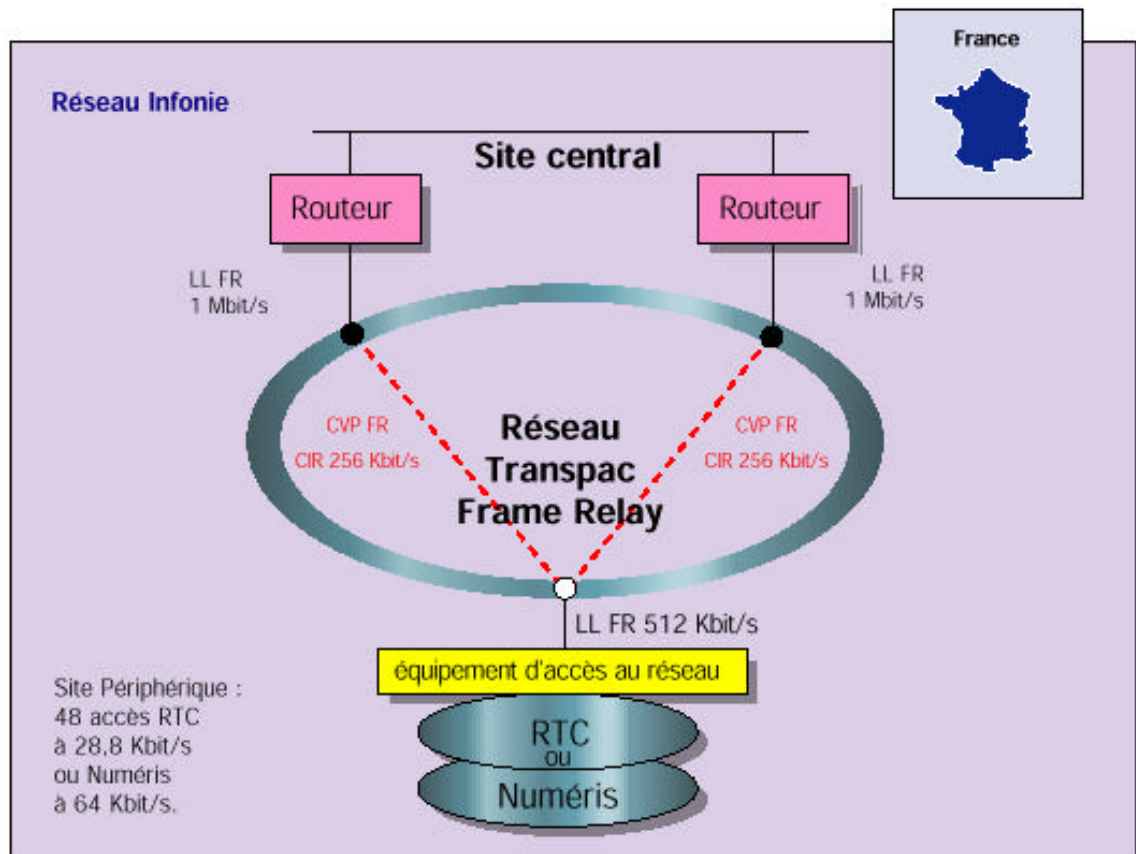 France
Réseau Infonie
Site central
Routeur
Routeur
LL FR
1 Mbit/s
LL FR
1 Mbit/s
CVP FR
CIR 256 Kbit/s
CVP FR
CIR 256 Kbit/s
Réseau
Transpac
Frame Relay
LL FR 512 Kbit/s
équipement d'accès au réseau
Site Périphérique :
48 accès RTC
à 28,8 Kbit/s
ou Numéris
à 64 Kbit/s.
RTC
ou
Numéris